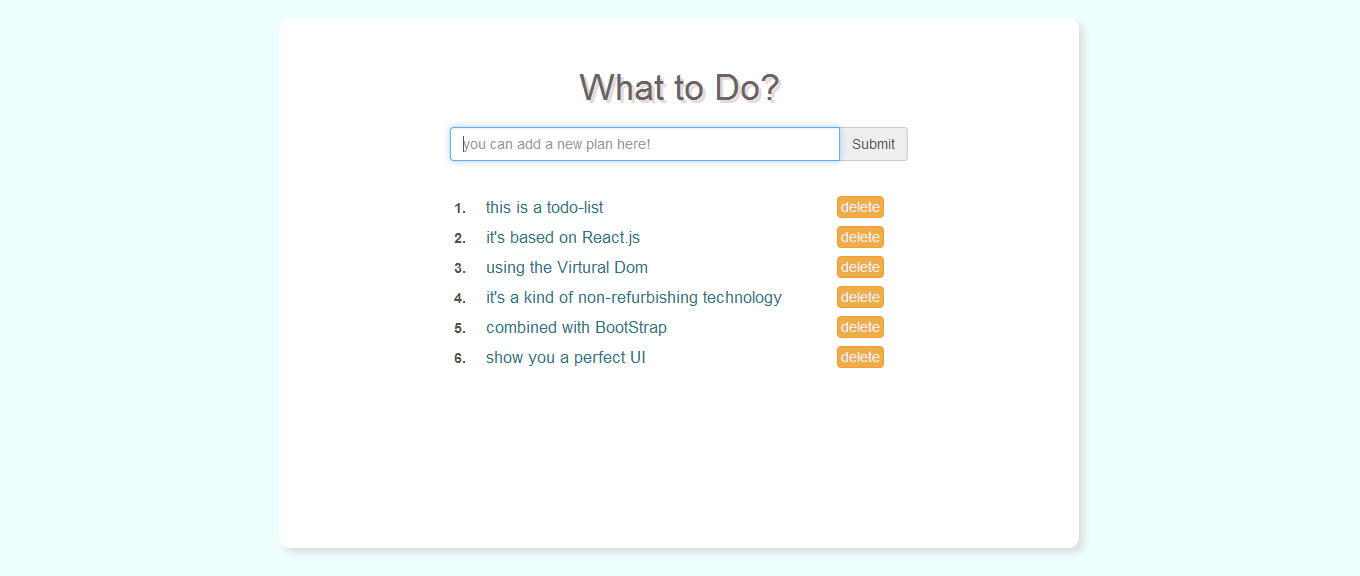 What to Do?
you can add a new plan here! Submit
1. this is a todo-list delete
2. it's based on React.js delete
3. using the Virtural Dom delete
4. it's a kind of non-refurbishing technology delete
5. combined with BootStrap delete
6. show you a perfect UI delete